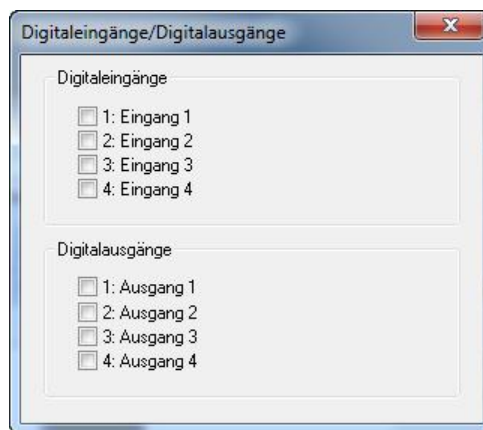 Digitaleingänge/Digitalausgänge
Digitaleingänge
1: Eingang 1
2: Eingang 2
3: Eingang 3
4: Eingang 4
Digitalausgänge
1: Ausgang 1
2: Ausgang 2
3: Ausgang 3
4: Ausgang 4